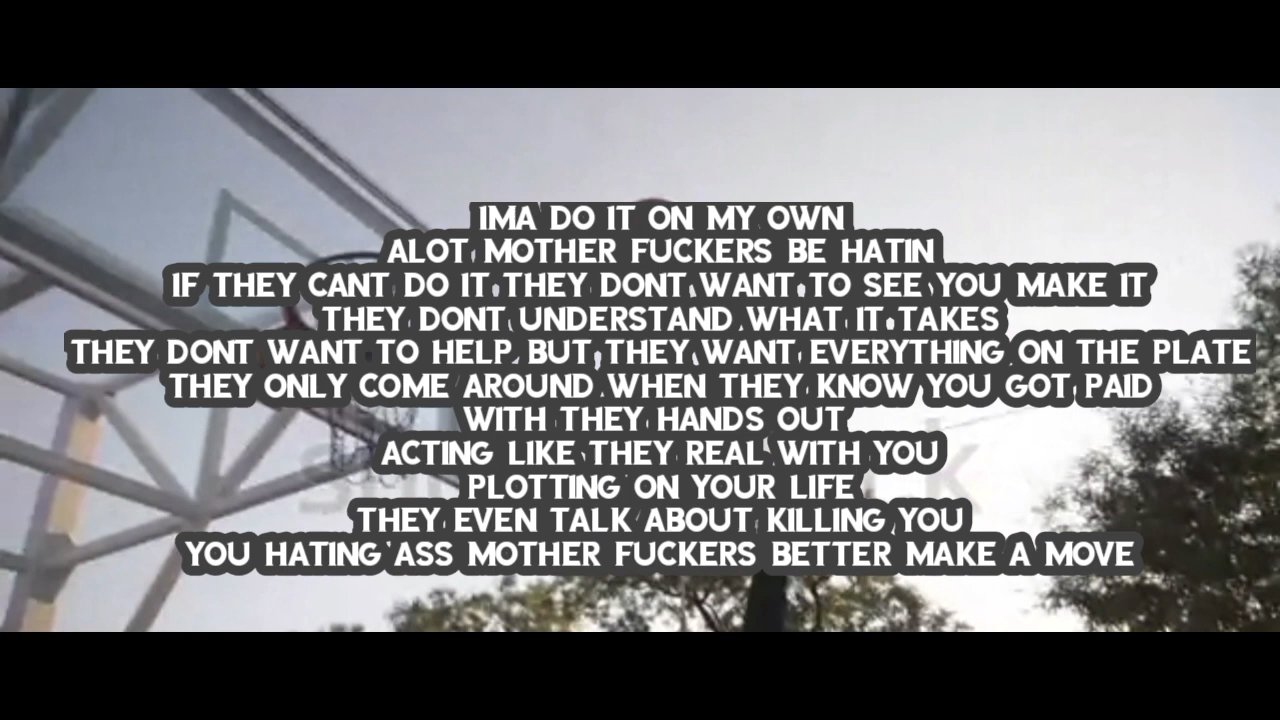 IMA DO IT ON MY OWN
ALOT MOTHER FUCKERS BE HATIN
IF THEY CANT DO IT THEY DONT WANT TO SEE YOU MAKE IT
THEY DONT UNDERSTAND WHAT IT TAKES
THEY DONT WANT TO HELP BUT THEY WANT EVERYTHING ON THE PLATE
THEY ONLY COME AROUND WHEN THEY KNOW YOU GOT PAID
WITH THEY HANDS OUT
ACTING LIKE THEY REAL WITH YOU
PLOTTING ON YOUR LIFE
THEY EVEN TALK ABOUT KILLING YOU
YOU HATING ASS MOTHER FUCKERS BETTER MAKE A MOVE